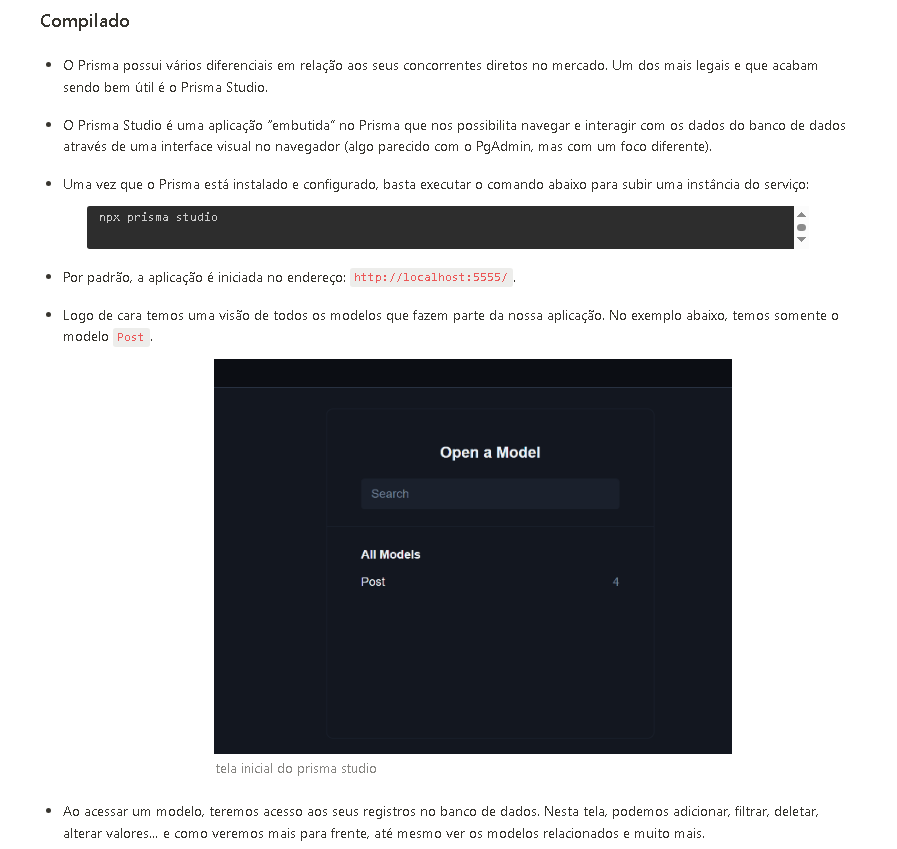 Compilado
O Prisma possui vários diferenciais em relação aos seus concorrentes diretos no mercado. Um dos mais legais e que acabam
sendo bem útil é o Prisma Studio.
O Prisma Studio é uma aplicação “embutida” no Prisma que nos possibilita navegar e interagir com os dados do banco de dados
através de uma interface visual no navegador (algo parecido com o PgAdmin, mas com um foco diferente).
Uma vez que o Prisma está instalado e configurado, basta executar o comando abaixo para subir uma instância do serviço:
npx prisma studio
Por padrão, a aplicação é iniciada no endereço: http://localhost:5555/ .
Logo de cara temos uma visão de todos os modelos que fazem parte da nossa aplicação. No exemplo abaixo, temos somente o
modelo Post .
Open a Model
Search
All Models
Post 4
tela inicial do prisma studio
Ao acessar um modelo, teremos acesso aos seus registros no banco de dados. Nesta tela, podemos adicionar, filtrar, deletar,
alterar valores... e como veremos mais para frente, até mesmo ver os modelos relacionados e muito mais.